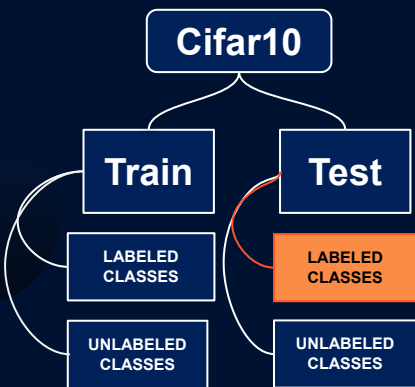 Cifar10
Train
Test
LABELED
CLASSES
LABELED
CLASSES
UNLABELED
CLASSES
UNLABELED
CLASSES